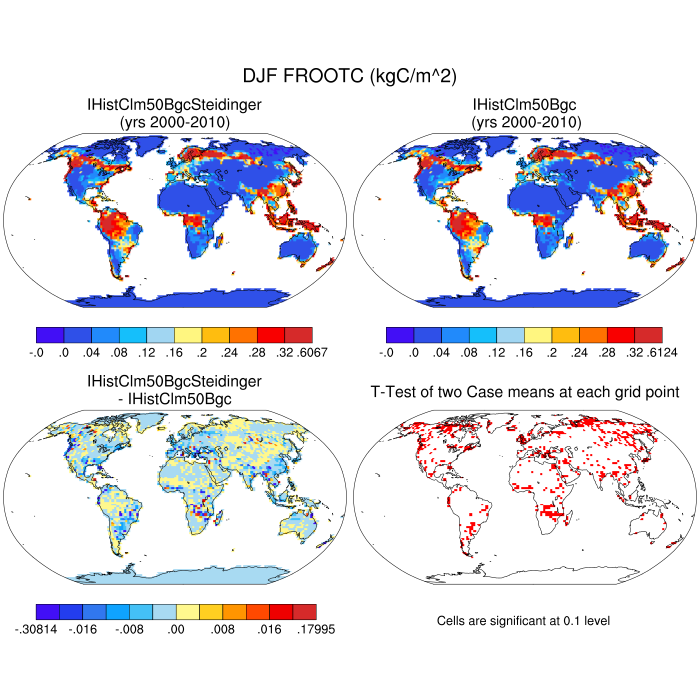 DJF FROOTC (kgC/m^2)
IHistClm50BgcSteidinger
(yrs 2000-2010)
IHistClm50Bgc
(yrs 2000-2010)
-.0 .0 .04 .08 .12 .16 .2 .24 .28 .32 .6067
-.0 .0 .04 .08 .12 .16 .2 .24 .28 .32 .6124
IHistClm50BgcSteidinger
- IHistClm50Bgc
T-Test of two Case means at each grid point
-.30814 -.016 -.008 .00 .008 .016 .17995
Cells are significant at 0.1 level